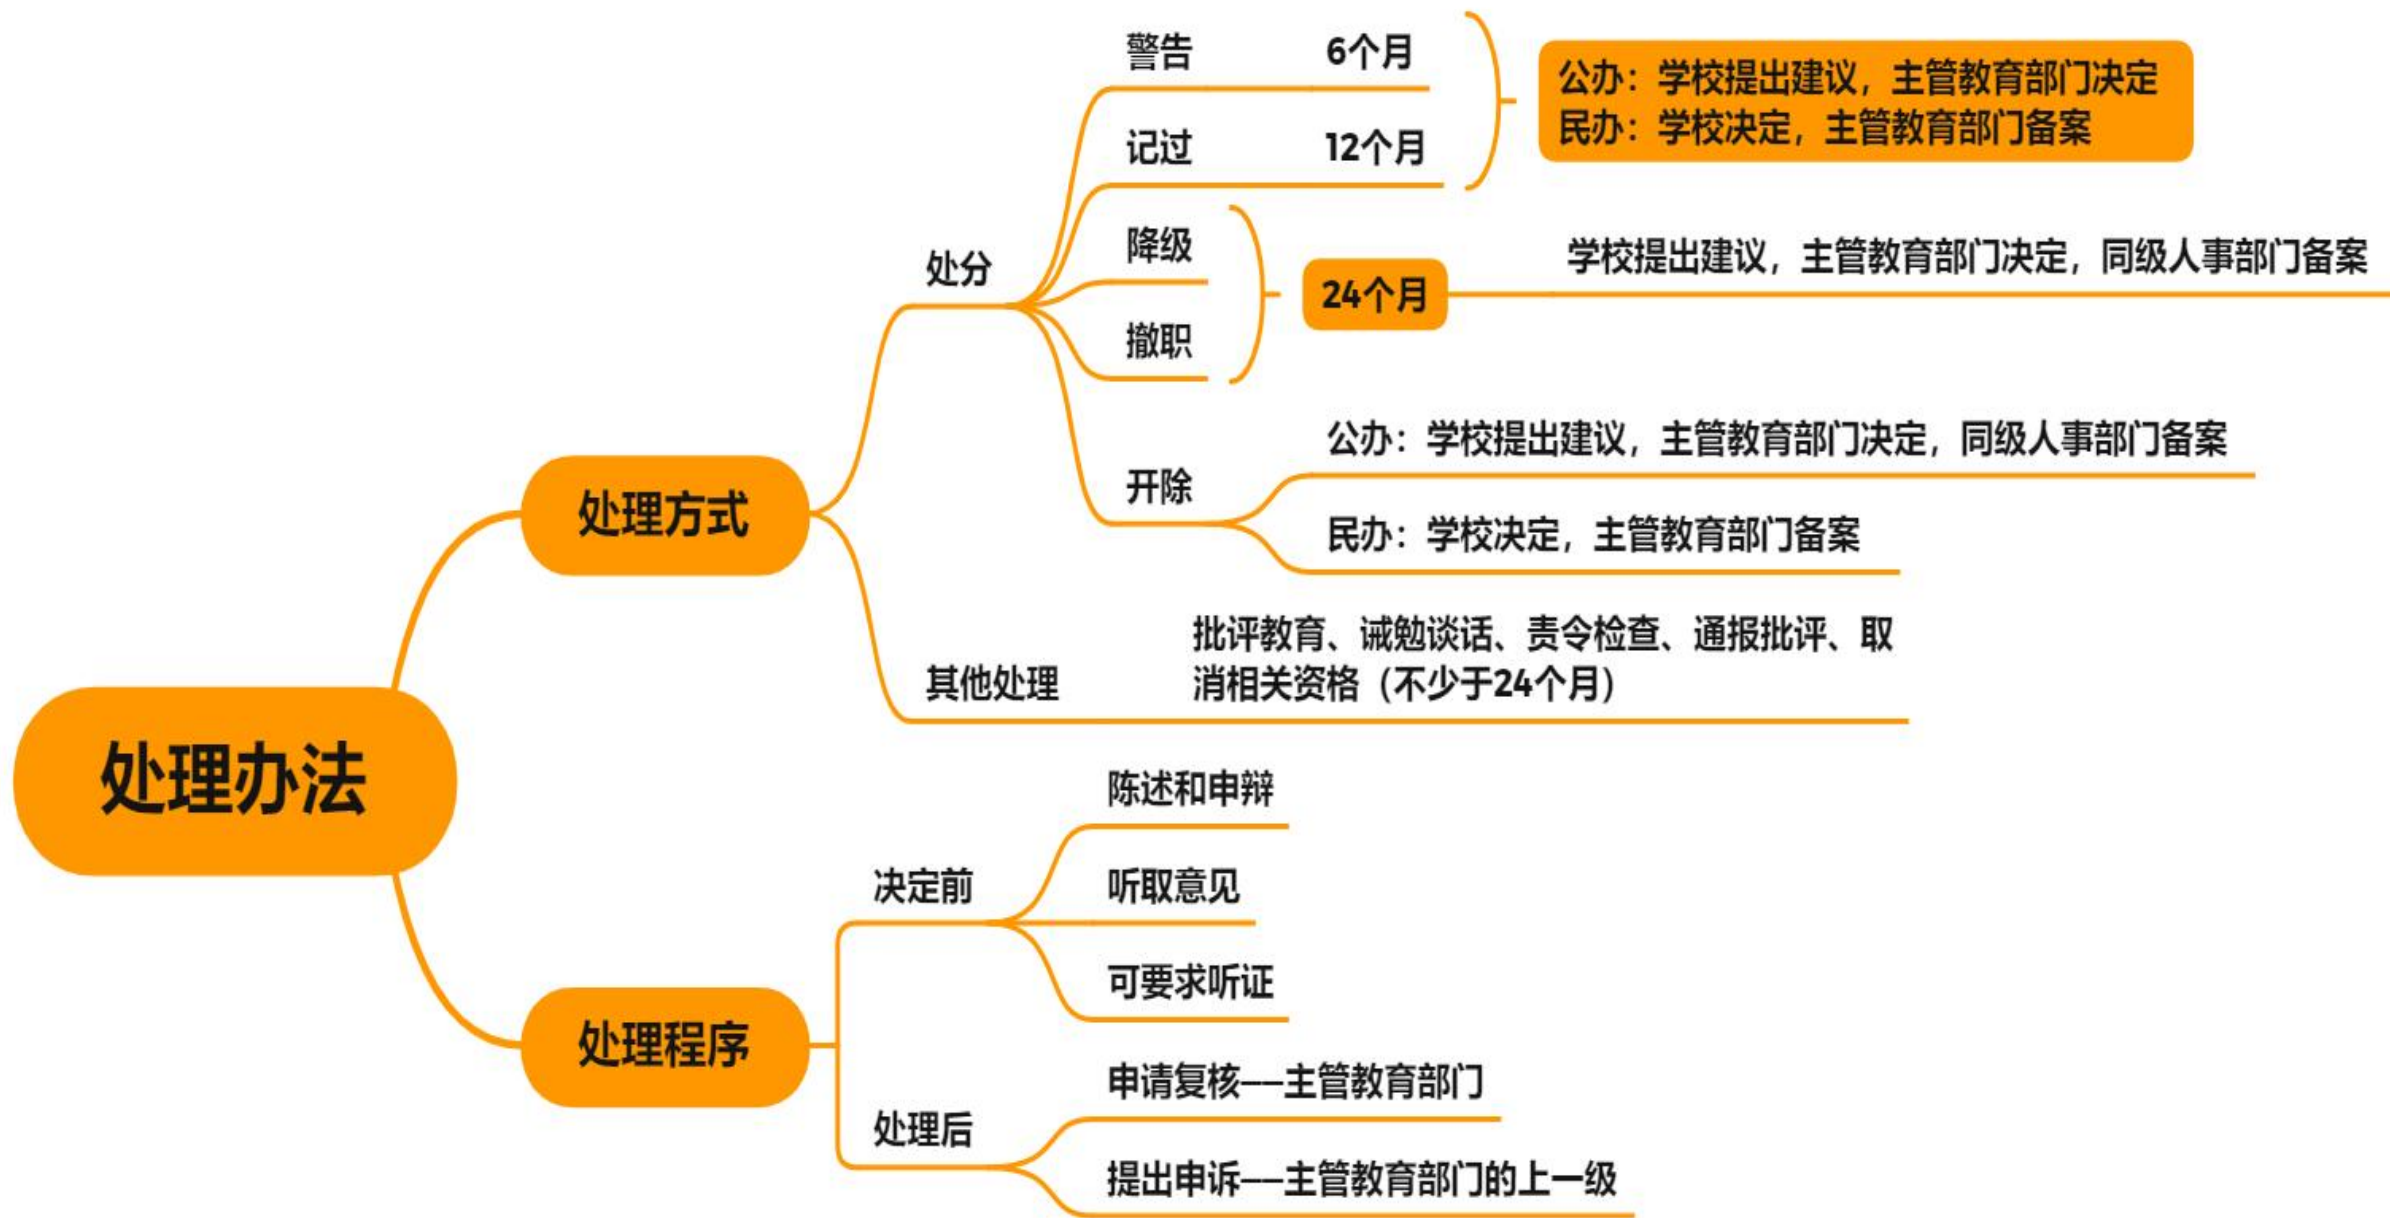 处理办法
处理方式
处分
警告
6个月
记过
12个月
公办：学校提出建议，主管教育部门决定
民办：学校决定，主管教育部门备案
降级
撤职
24个月
学校提出建议，主管教育部门决定，同级人事部门备案
开除
公办：学校提出建议，主管教育部门决定，同级人事部门备案
民办：学校决定，主管教育部门备案
其他处理
批评教育、诫勉谈话、责令检查、通报批评、取
消相关资格（不少于24个月）
处理程序
决定前
陈述和申辩
听取意见
可要求听证
处理后
申请复核——主管教育部门
提出申诉——主管教育部门的上一级